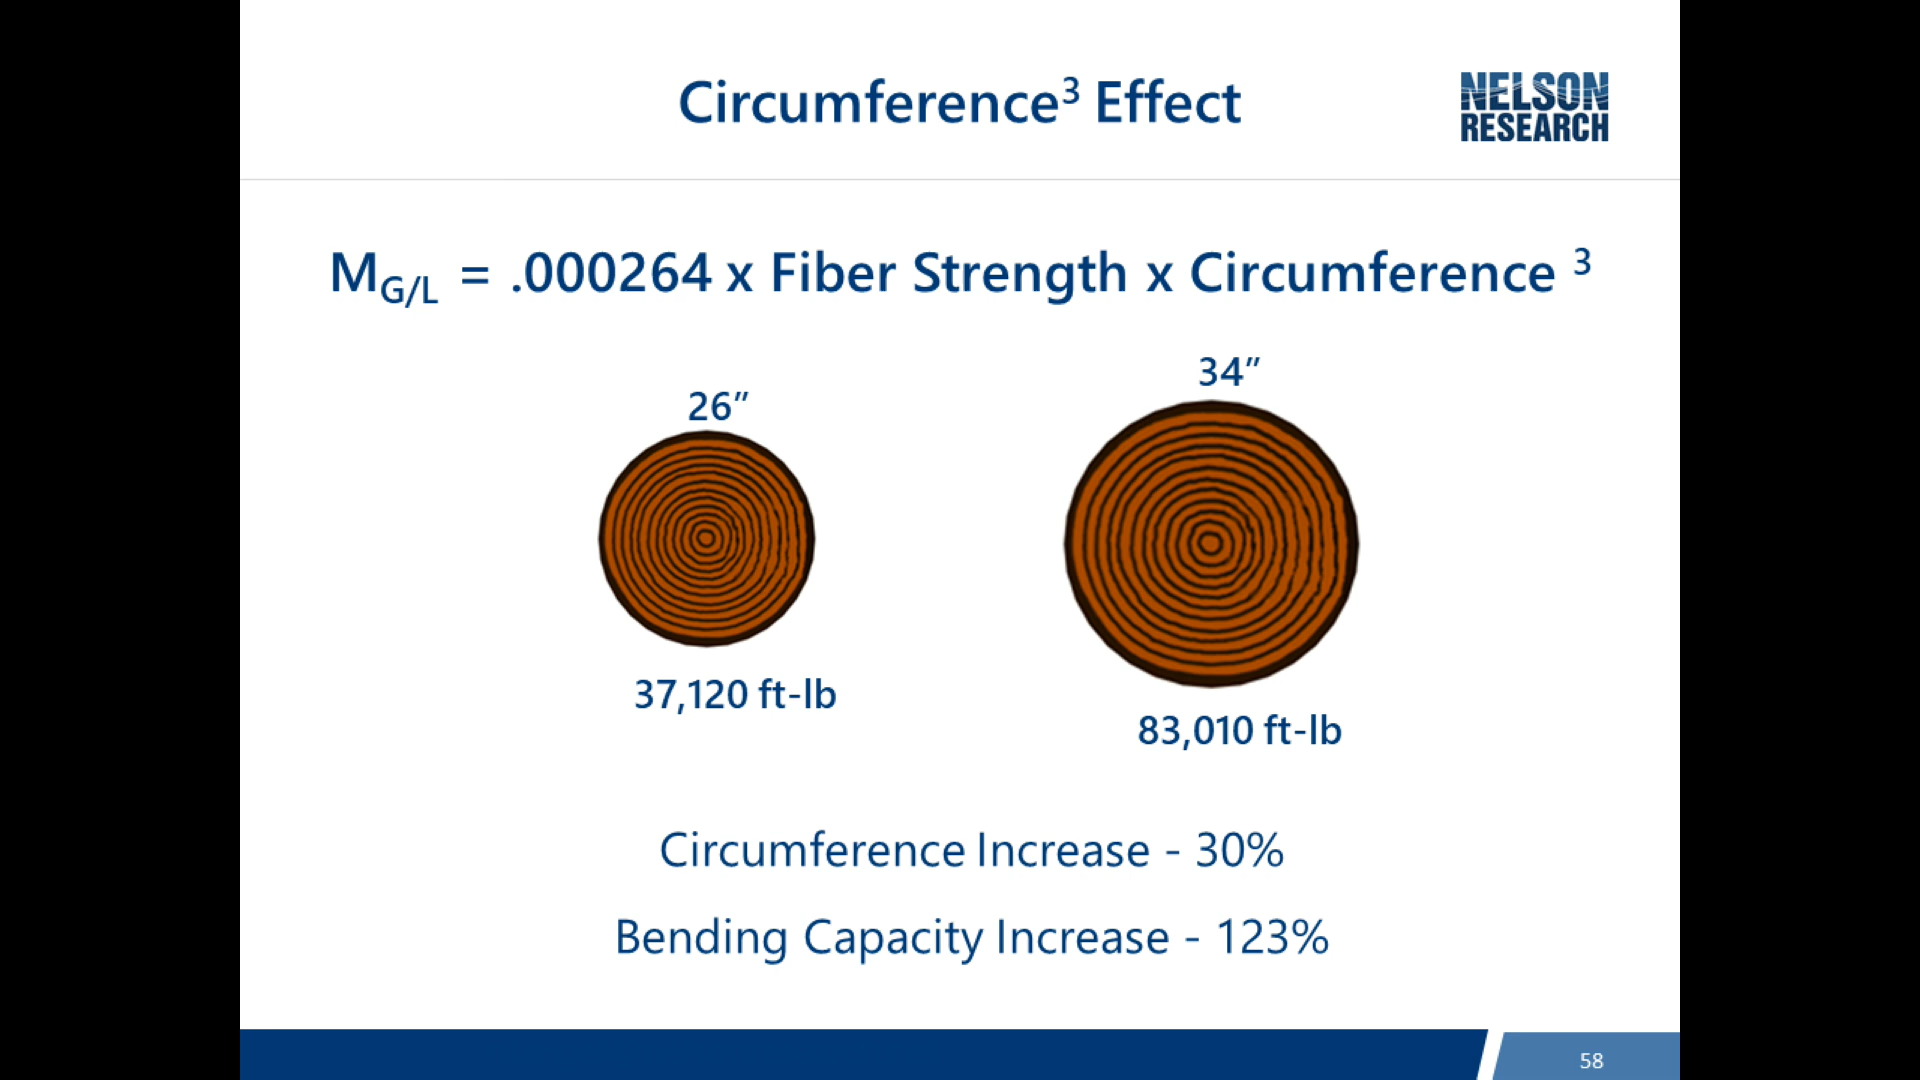 Circumference³ Effect
NELSON
RESEARCH
M_G/L = .000264 x Fiber Strength x Circumference ³
26”
34”
37,120 ft-lb
83,010 ft-lb
Circumference Increase - 30%
Bending Capacity Increase - 123%
58